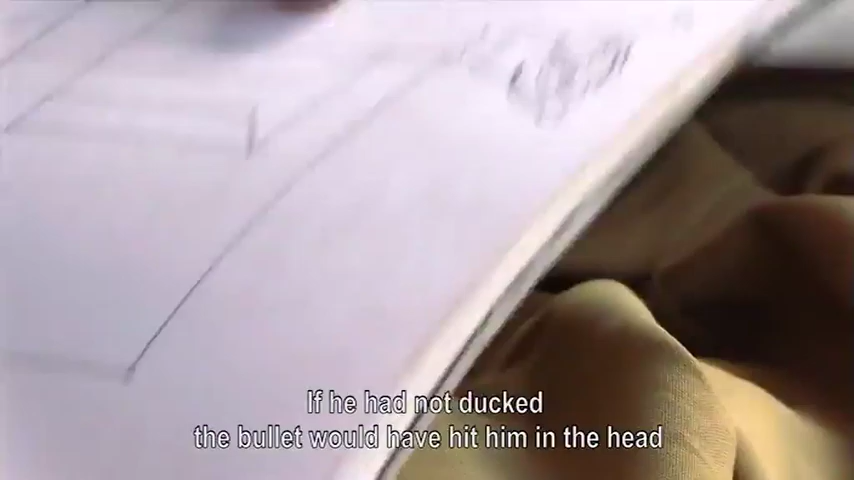 If he had not ducked
the bullet would have hit him in the head